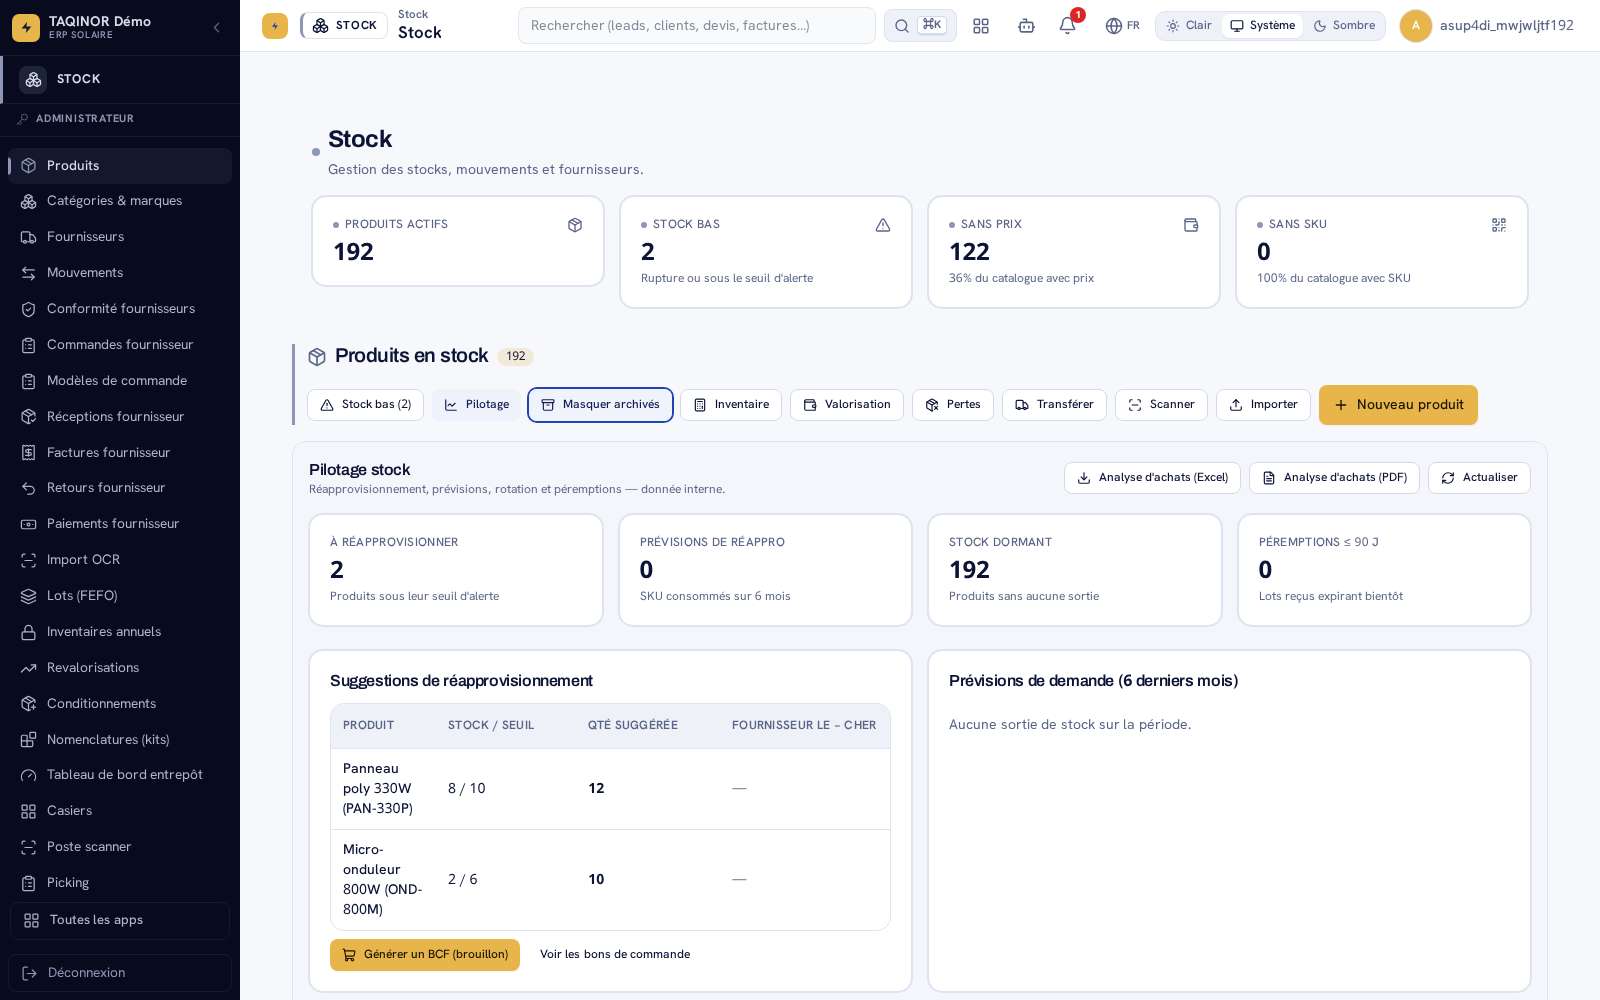 TAQINOR Démo
ERP SOLAIRE
STOCK
ADMINISTRATEUR
Produits
Catégories & marques
Fournisseurs
Mouvements
Conformité fournisseurs
Commandes fournisseur
Modèles de commande
Réceptions fournisseur
Factures fournisseur
Retours fournisseur
Paiements fournisseur
Import OCR
Lots (FEFO)
Inventaires annuels
Revalorisations
Conditionnements
Nomenclatures (kits)
Tableau de bord entrepôt
Casiers
Poste scanner
Picking
Toutes les apps
Déconnexion
STOCK
Stock
Stock
Rechercher (leads, clients, devis, factures…)
⌘K
1
FR
Clair
Système
Sombre
A
asup4di_mwjwljtf192
Stock
Gestion des stocks, mouvements et fournisseurs.
PRODUITS ACTIFS
192
STOCK BAS
2
Rupture ou sous le seuil d'alerte
SANS PRIX
122
36% du catalogue avec prix
SANS SKU
0
100% du catalogue avec SKU
Produits en stock 192
Stock bas (2)
Pilotage
Masquer archivés
Inventaire
Valorisation
Pertes
Transférer
Scanner
Importer
Nouveau produit
Pilotage stock
Réapprovisionnement, prévisions, rotation et péremptions — donnée interne.
Analyse d'achats (Excel)
Analyse d'achats (PDF)
Actualiser
À RÉAPPROVISIONNER
2
Produits sous leur seuil d'alerte
PRÉVISIONS DE RÉAPPRO
0
SKU consommés sur 6 mois
STOCK DORMANT
192
Produits sans aucune sortie
PÉREMPTIONS ≤ 90 J
0
Lots reçus expirant bientôt
Suggestions de réapprovisionnement
PRODUIT STOCK / SEUIL QTÉ SUGGÉRÉE FOURNISSEUR LE − CHER
Panneau
poly 330W
(PAN-330P)
8 / 10 12 —
Micro-
onduleur
800W (OND-
800M)
2 / 6 10 —
Générer un BCF (brouillon)
Voir les bons de commande
Prévisions de demande (6 derniers mois)
Aucune sortie de stock sur la période.